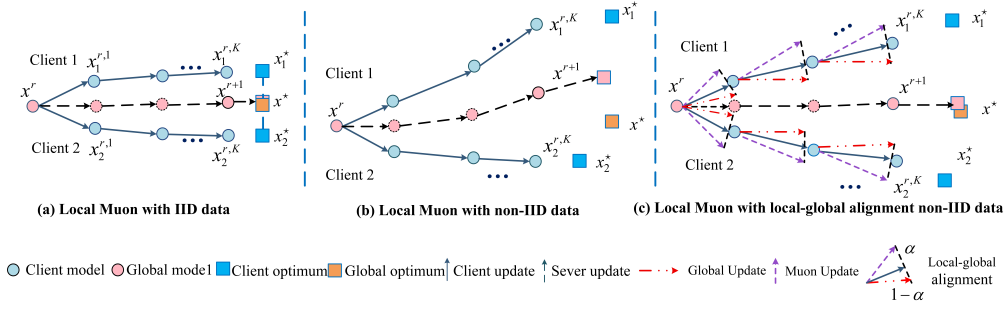 Client 1
x_1^{r,1}
x_1^{r,K}
x_1^⋆
x^r
x^{r+1}
x^⋆
Client 2
x_2^{r,1}
x_2^{r,K}
x_2^⋆
(a) Local Muon with IID data
x_1^{r,K}
x_1^⋆
Client 1
x^{r+1}
x^r
x^⋆
Client 2
x_2^{r,K}
x_2^⋆
(b) Local Muon with non-IID data
x_1^{r,K}
x_1^⋆
Client 1
x^r
x^{r+1}
x^⋆
Client 2
x_2^⋆
x_2^{r,K}
(c) Local Muon with local-global alignment non-IID data
Client model
Global mode1
Client optimum
Global optimum
Client update
Sever update
Global Update
Muon Update
α
1−α
Local-global
alignment